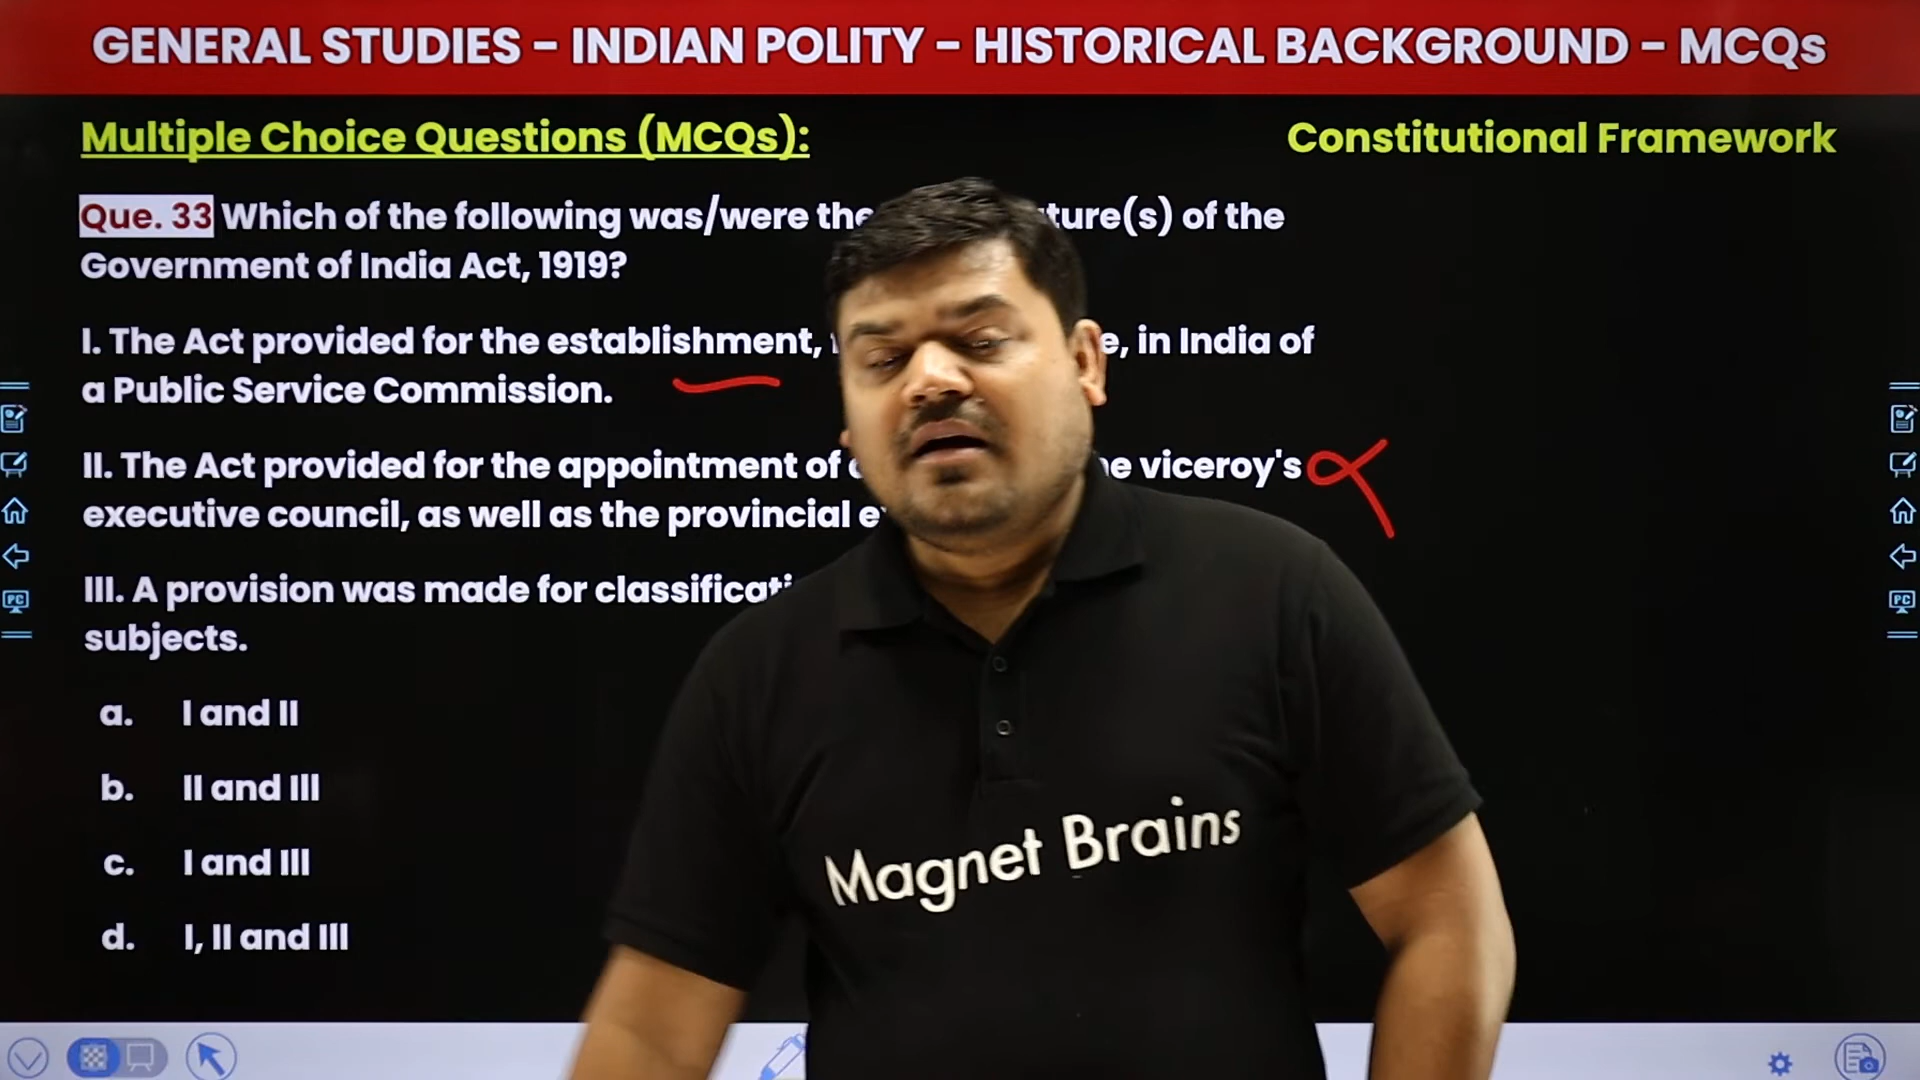 GENERAL STUDIES - INDIAN POLITY - HISTORICAL BACKGROUND - MCQs
Multiple Choice Questions (MCQs):
Constitutional Framework
Que. 33 Which of the following was/were the ture(s) of the
Government of India Act, 1919?
I. The Act provided for the establishment, in India of
a Public Service Commission.
II. The Act provided for the appointment of viceroy's
executive council, as well as the provincial
III. A provision was made for
subjects.
a. I and II
b. II and III
c. I and III
d. I, II and III
Magnet Brains
PC
PC